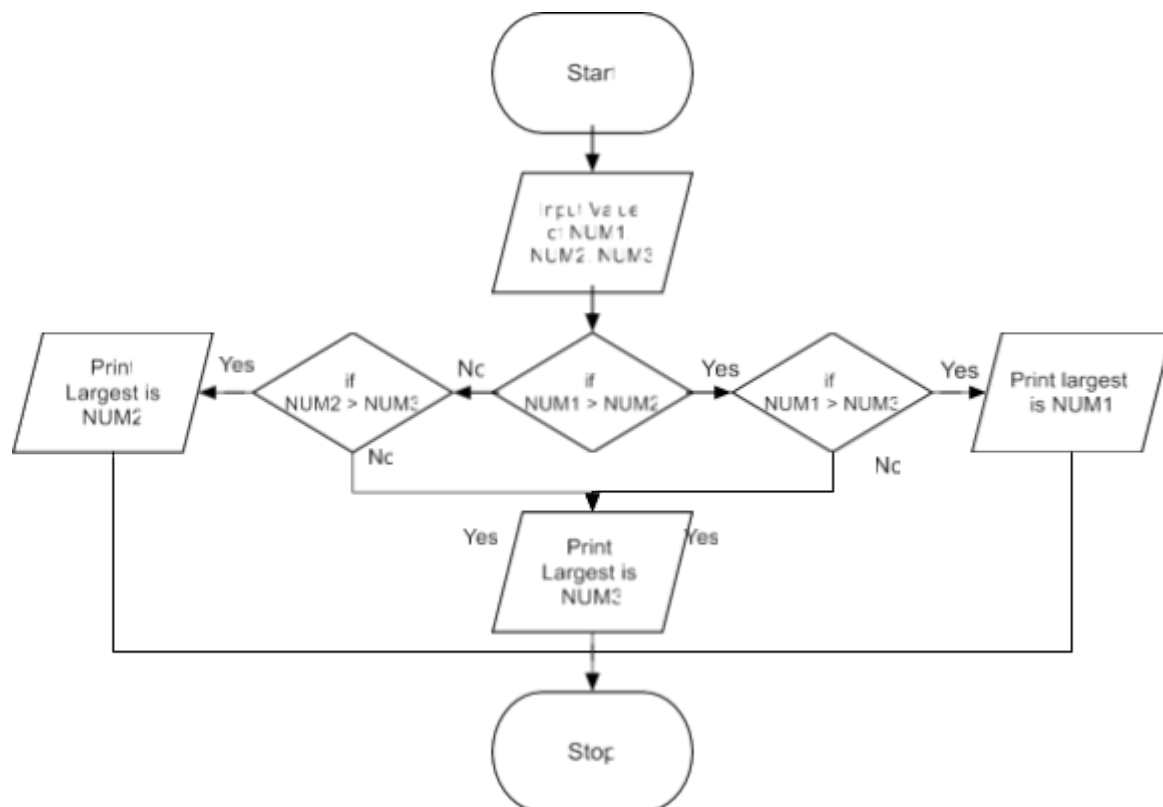 Start
Input Value
of NUM1,
NUM2, NUM3
Print
Largest is
NUM2
Yes
if
NUM2 > NUM3
No
if
NUM1 > NUM2
Yes
if
NUM1 > NUM3
Yes
Print largest
is NUM1
No
No
Yes
Print
Largest is
NUM3
Yes
Stop